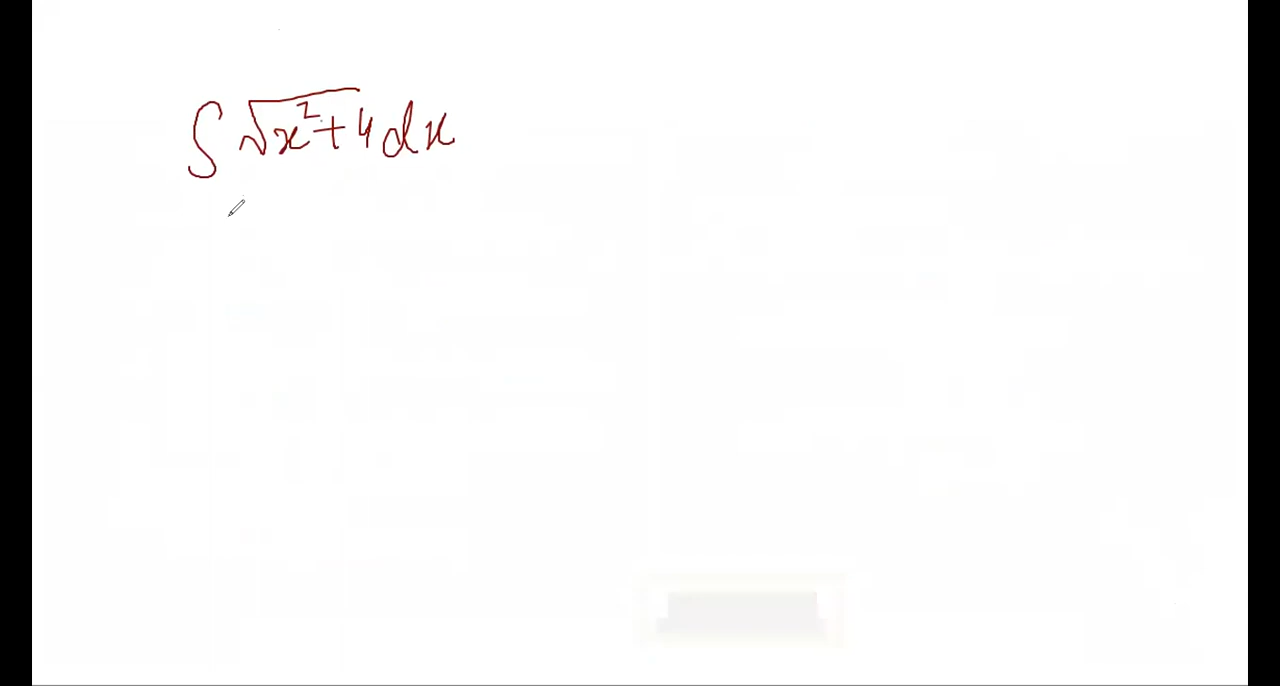 ∫ √x²+4 dx